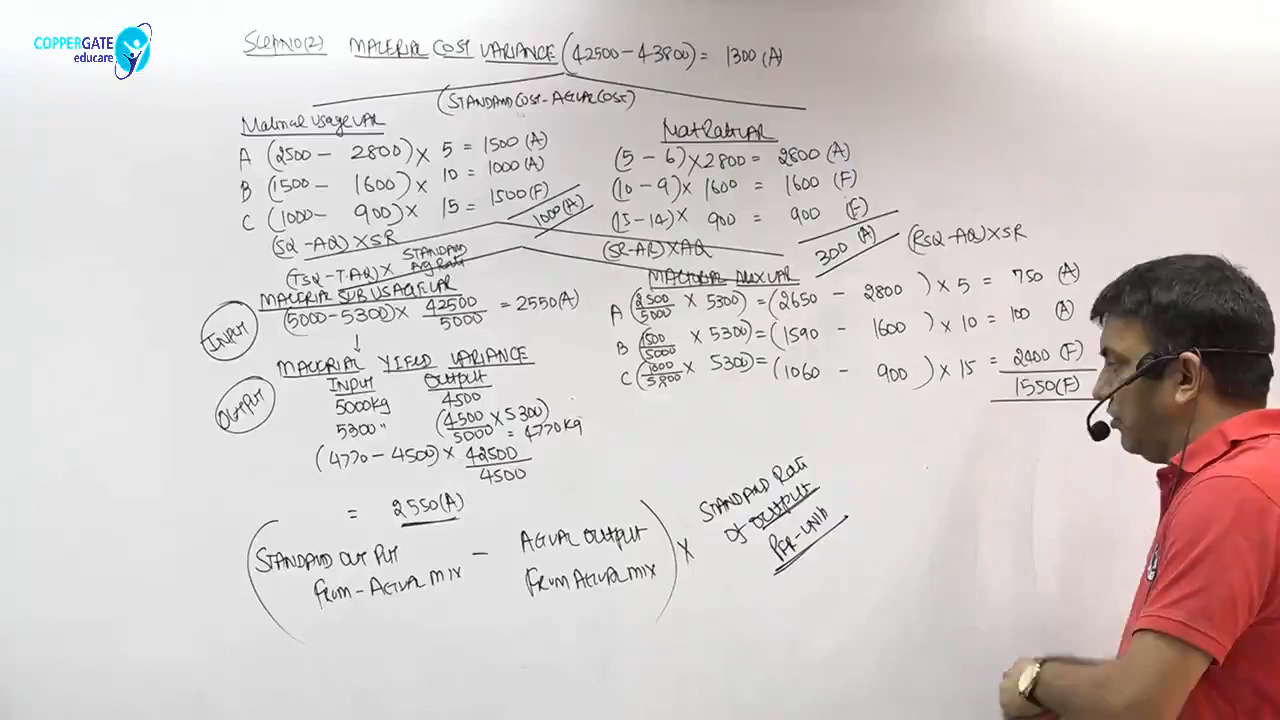 COPPERGATE
educare
Step NO (2) MATERIAL COST VARIANCE (42500 - 43800) = 1300 (A)
(STANDARD COST - ACTUAL COST)
Material Usage VAR
A (2500 - 2800) × 5 = 1500 (A)
B (1500 - 1600) × 10 = 1000 (A)
C (1000 - 900) × 15 = 1500 (F)
1000 (A)
(SQ - AQ) × SR
Mat Rate VAR
(5 - 6) × 2800 = 2800 (A)
(10 - 9) × 1600 = 1600 (F)
(15 - 14) × 900 = 900 (F)
300 (A)
(SR - AR) × AQ
(TSQ - T.AQ) × STANDARD Avg Rate
MATERIAL SUB USAGE VAR
INPUT
(5000 - 5300) × 42500/5000 = 2550 (A)
↓
MATERIAL YIELD VARIANCE
OUTPUT
INPUT OUTPUT
5000kg 4500
5300 " (4500/5000 × 5300) = 4770 kg
(4770 - 4500) × 42500/4500
= 2550 (A)
(RSQ - AQ) × SR
MATERIAL MIX VAR
A (2500/5000 × 5300) = (2650 - 2800) × 5 = 750 (A)
B (1500/5000 × 5300) = (1590 - 1600) × 10 = 100 (A)
C (1000/5000 × 5300) = (1060 - 900) × 15 = 2400 (F)
1550 (F)
(STANDARD OUT PUT FROM - ACTUAL MIX - ACTUAL OUTPUT FROM ACTUAL MIX) × STANDARD Rate
of OUTPUT
Per - Unit